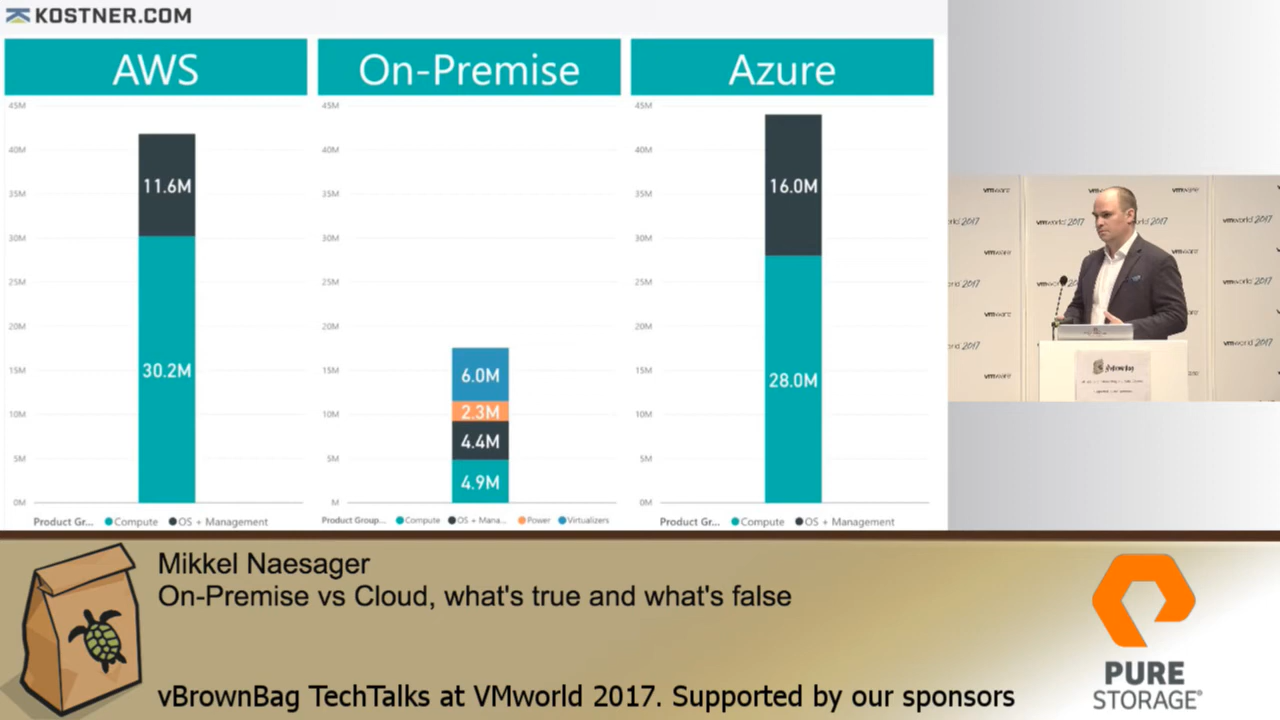 KOSTNER.COM
AWS
On-Premise
Azure
45M
40M
35M
30M
25M
20M
15M
10M
5M
0M
11.6M
30.2M
Product Gr... Compute OS + Management
45M
40M
35M
30M
25M
20M
15M
10M
5M
M
6.0M
2.3M
4.4M
4.9M
Product Group... Compute OS + Mana... Power Virtualizers
45M
40M
35M
30M
25M
20M
15M
10M
5M
0M
16.0M
28.0M
Product Gr... Compute OS + Management
vmware
vmworld 2017
vBrownBag
Mikkel Naesager
On-Premise vs Cloud, what's true and what's false
vBrownBag TechTalks at VMworld 2017. Supported by our sponsors
PURE
STORAGE®